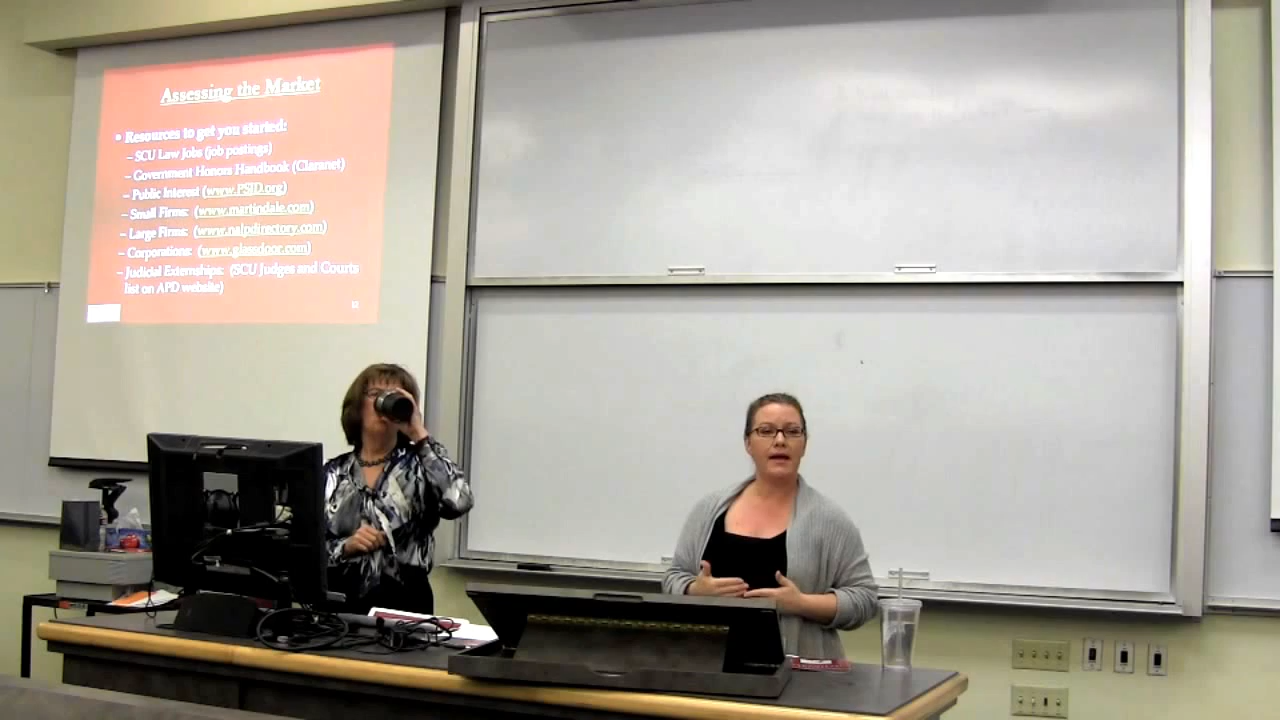 Assessing the Market
• Resources to get you started:
– SCU Law Jobs (job postings)
– Government Honors Handbook (Claranet)
– Public Interest (www.PSJD.org)
– Small Firms: (www.martindale.com)
– Large Firms: (www.nalpdirectory.com)
– Corporations: (www.glassdoor.com)
– Judicial Externships: (SCU Judges and Courts
list on APD website)